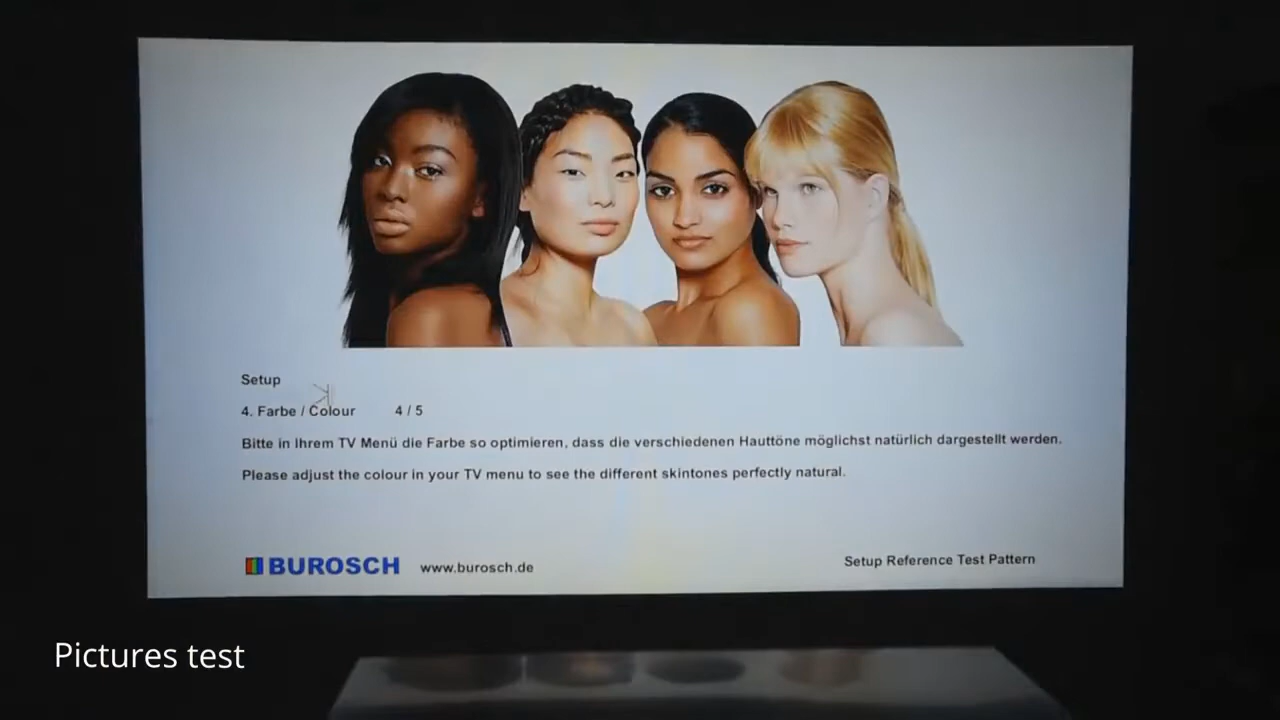 Setup
4. Farbe / Colour 4 / 5
Bitte in Ihrem TV Menü die Farbe so optimieren, dass die verschiedenen Hauttöne möglichst natürlich dargestellt werden.
Please adjust the colour in your TV menu to see the different skintones perfectly natural.
BUROSCH www.burosch.de Setup Reference Test Pattern
Pictures test